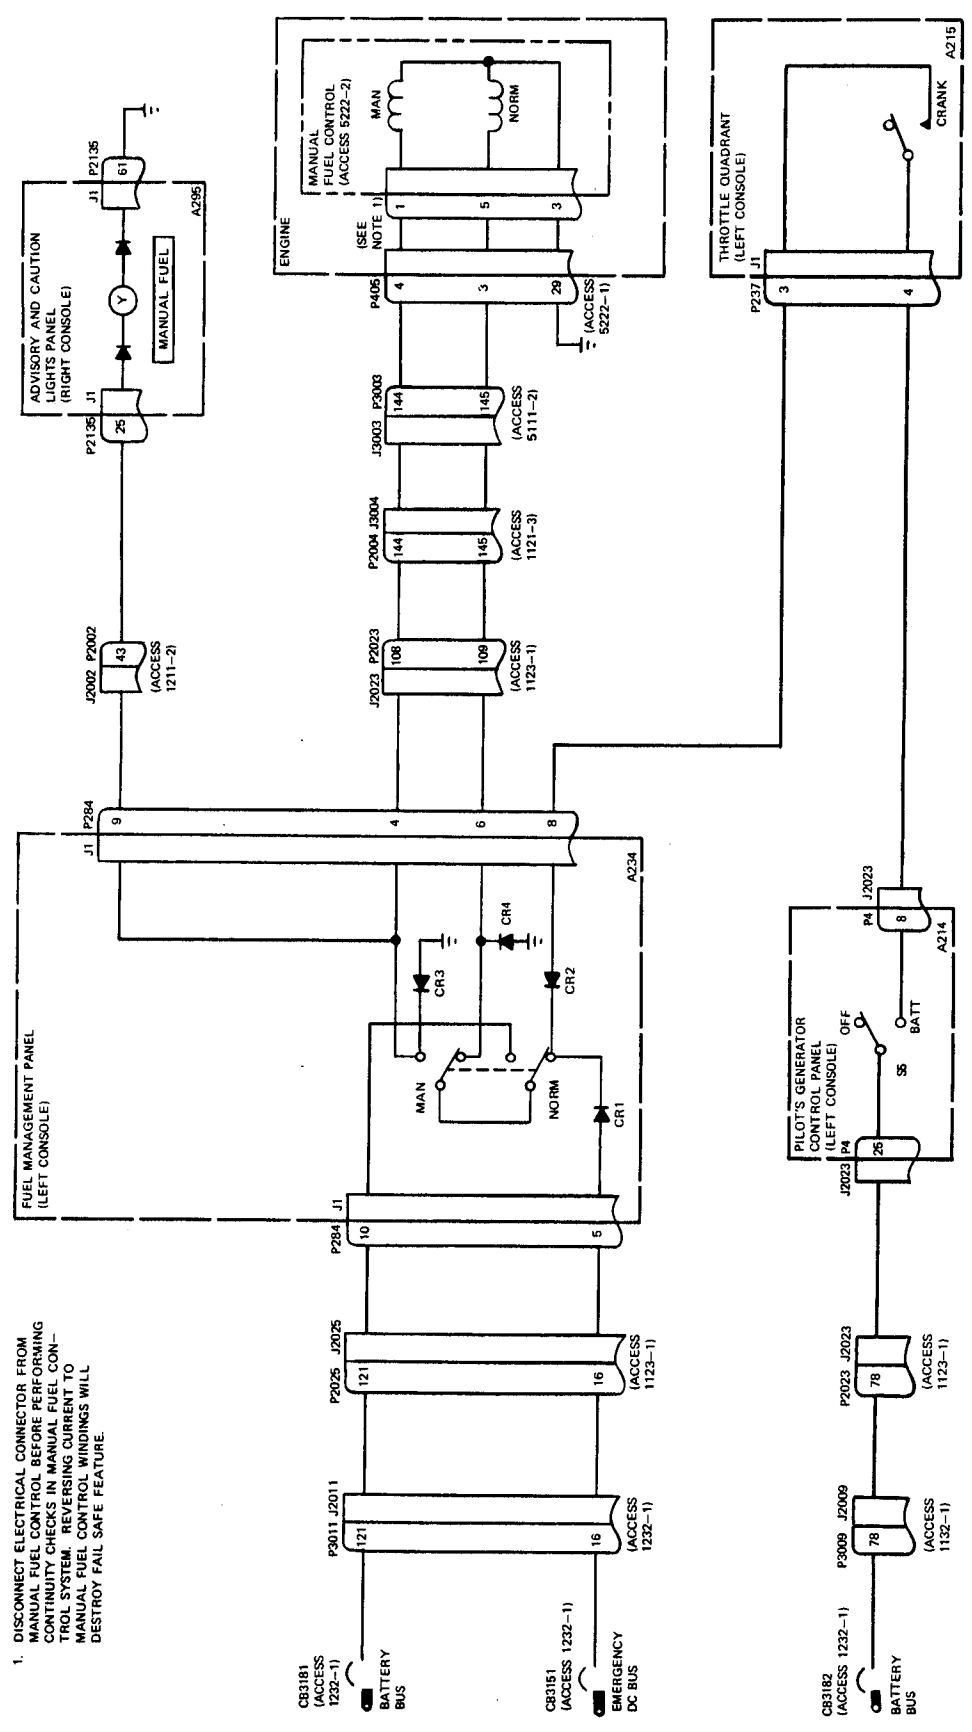 1. DISCONNECT ELECTRICAL CONNECTOR FROM
MANUAL FUEL CONTROL BEFORE PERFORMING
CONTINUITY CHECKS IN MANUAL FUEL CON–
TROL SYSTEM. REVERSING CURRENT TO
MANUAL FUEL CONTROL WINDINGS WILL
DESTROY FAIL SAFE FEATURE.
FUEL MANAGEMENT PANEL
(LEFT CONSOLE)
J1
P284
9
4
6
8
A234
J2002
P2002
43
(ACCESS
1211–2)
P2135
J1
25
ADVISORY AND CAUTION
LIGHTS PANEL
(RIGHT CONSOLE)
Y
MANUAL FUEL
J1
P2135
61
A295
CB3181
(ACCESS
1232–1)
BATTERY
BUS
CB3151
(ACCESS 1232–1)
EMERGENCY
DC BUS
P3011
J2011
121
16
(ACCESS
1232–1)
P2025
J2025
121
16
(ACCESS
1123–1)
P284
J1
10
5
MAN
NORM
CR1
CR2
CR3
CR4
J2023
P2023
108
109
(ACCESS
1123–1)
P2004
J3004
144
145
(ACCESS
1121–3)
J3003
P3003
144
145
(ACCESS
5111–2)
P405
4
3
29
(ACCESS
5222–1)
ENGINE
(SEE
NOTE 1)
1
5
3
MANUAL
FUEL CONTROL
(ACCESS 5222–2)
MAN
NORM
CB3182
(ACCESS 1232–1)
BATTERY
BUS
P3009
J2009
78
(ACCESS
1132–1)
P2023
J2023
78
(ACCESS
1123–1)
J2023
P4
25
PILOT'S GENERATOR
CONTROL PANEL
(LEFT CONSOLE)
OFF
S5
BATT
P4
J2023
8
A214
P237
J1
3
4
THROTTLE QUADRANT
(LEFT CONSOLE)
CRANK
A215